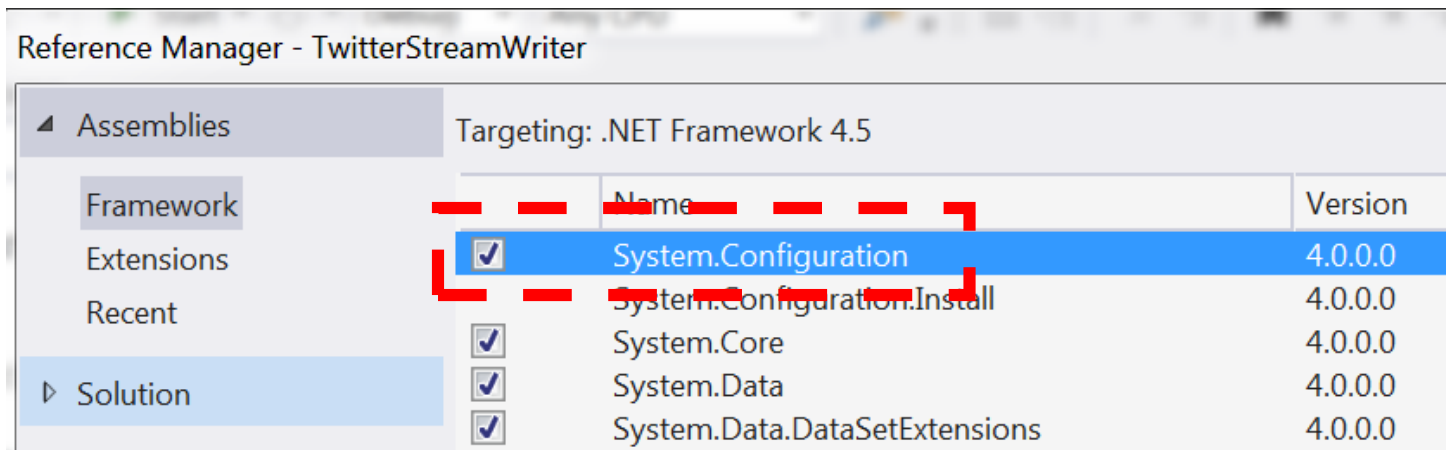 Reference Manager - TwitterStreamWriter
Assemblies
Targeting: .NET Framework 4.5
Framework
Name
Version
Extensions
System.Configuration 4.0.0.0
System.Configuration.Install 4.0.0.0
Recent
System.Core 4.0.0.0
Solution
System.Data 4.0.0.0
System.Data.DataSetExtensions 4.0.0.0